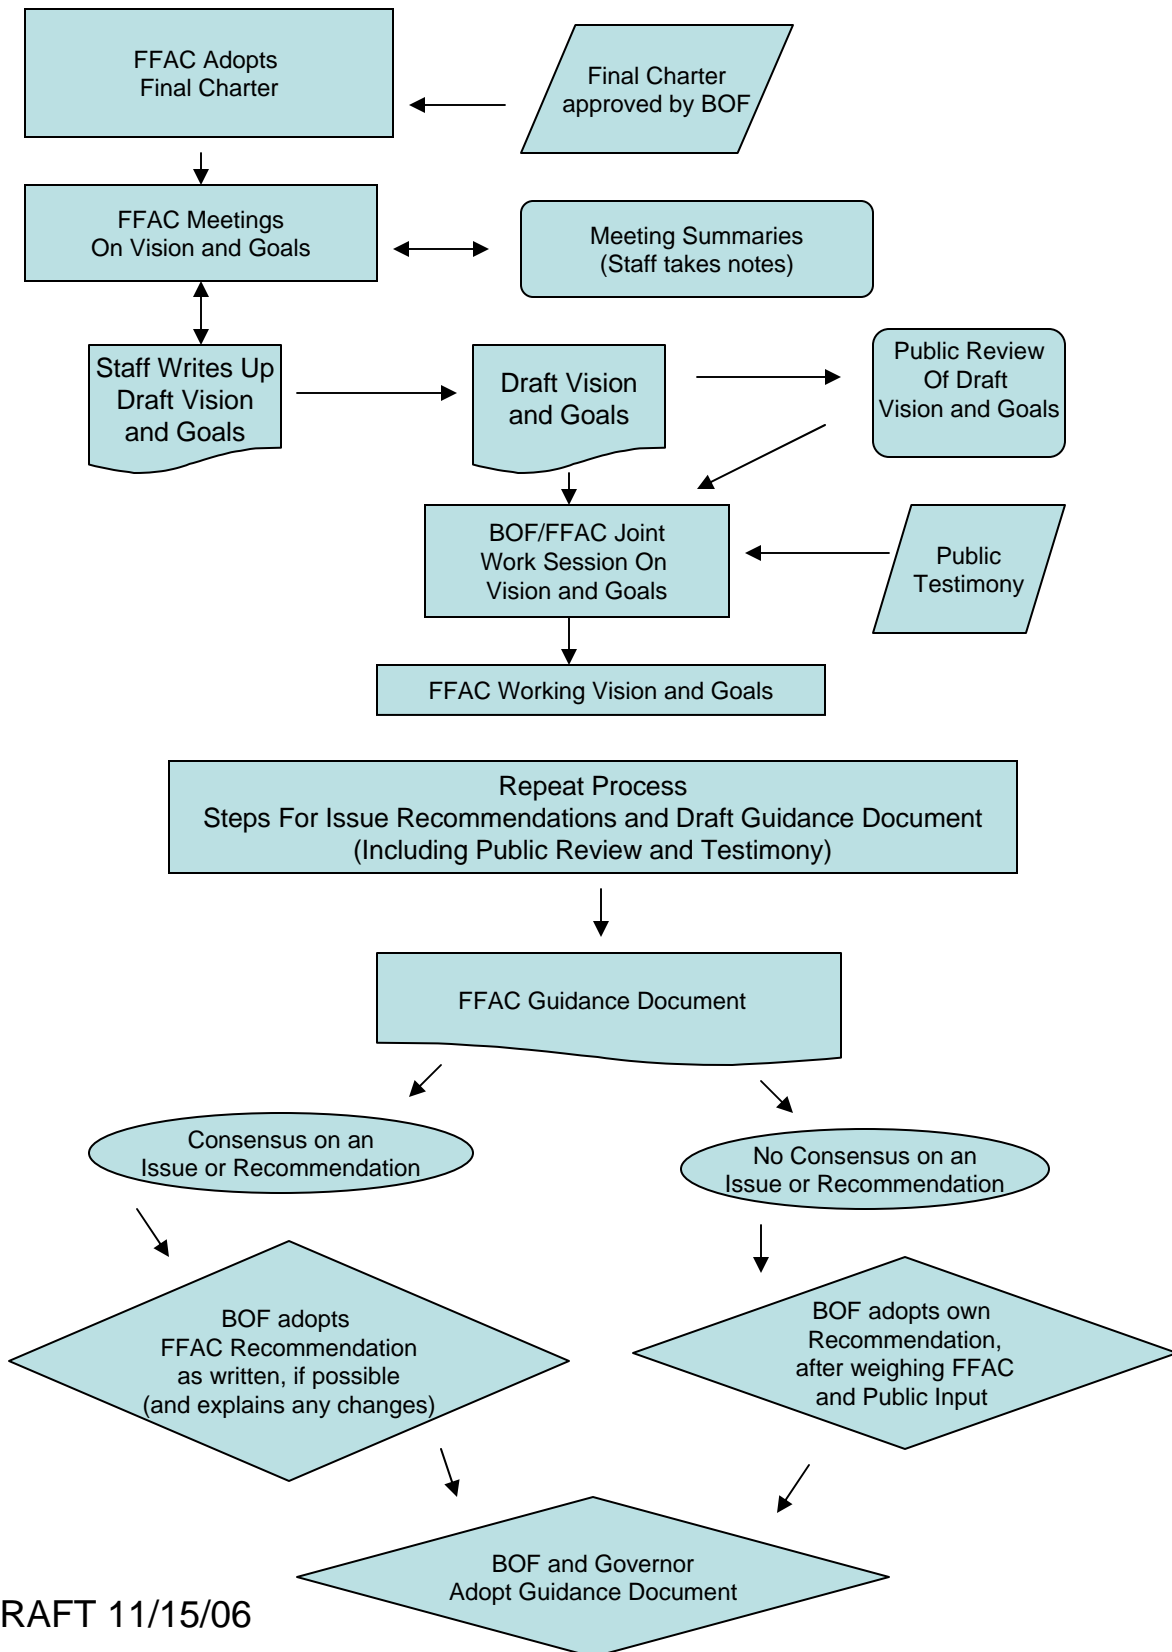 FFAC Adopts
Final Charter
Final Charter
approved by BOF
FFAC Meetings
On Vision and Goals
Meeting Summaries
(Staff takes notes)
Staff Writes Up
Draft Vision
and Goals
Draft Vision
and Goals
Public Review
Of Draft
Vision and Goals
BOF/FFAC Joint
Work Session On
Vision and Goals
Public
Testimony
FFAC Working Vision and Goals
Repeat Process
Steps For Issue Recommendations and Draft Guidance Document
(Including Public Review and Testimony)
FFAC Guidance Document
Consensus on an
Issue or Recommendation
No Consensus on an
Issue or Recommendation
BOF adopts
FFAC Recommendation
as written, if possible
(and explains any changes)
BOF adopts own
Recommendation,
after weighing FFAC
and Public Input
BOF and Governor
Adopt Guidance Document
RAFT 11/15/06